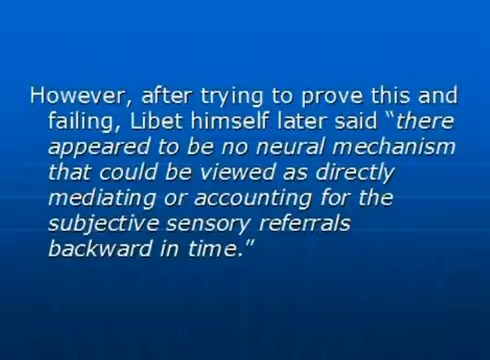 However, after trying to prove this and
failing, Libet himself later said “there
appeared to be no neural mechanism
that could be viewed as directly
mediating or accounting for the
subjective sensory referrals
backward in time.”